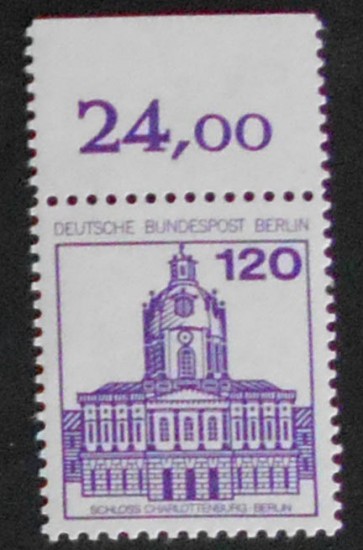 24,00
DEUTSCHE BUNDESPOST BERLIN
120
SCHLOSS CHARLOTTENBURG · BERLIN